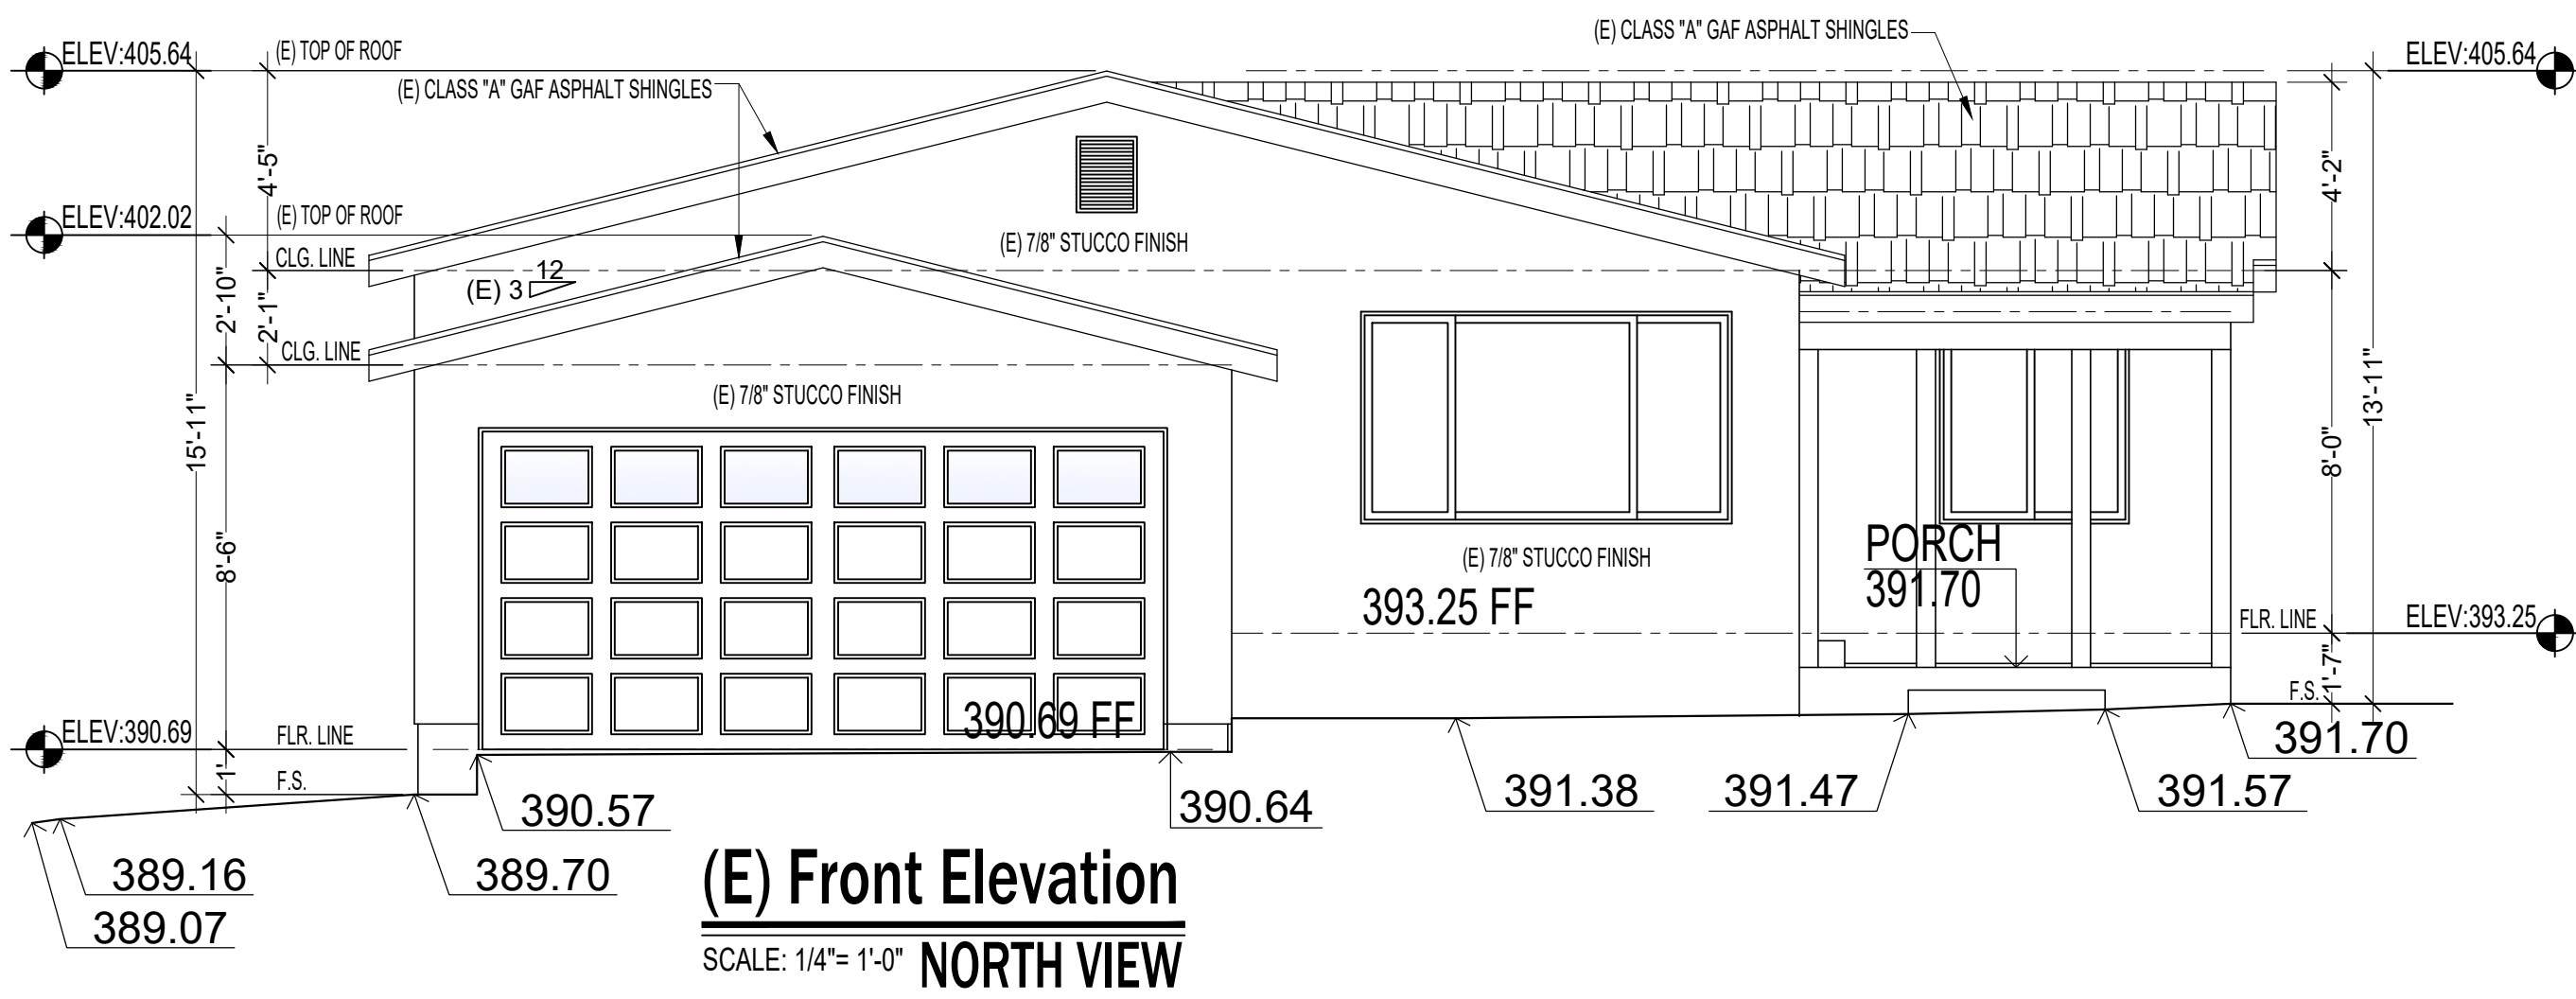 (E) CLASS "A" GAF ASPHALT SHINGLES
ELEV:405.64
(E) TOP OF ROOF
ELEV:405.64
(E) CLASS "A" GAF ASPHALT SHINGLES
4'-5"
4'-2"
ELEV:402.02
(E) TOP OF ROOF
(E) 7/8" STUCCO FINISH
CLG. LINE
12
(E) 3
2'-10"
2'-1"
CLG. LINE
(E) 7/8" STUCCO FINISH
15'-11"
13'-11"
8'-0"
8'-6"
(E) 7/8" STUCCO FINISH
PORCH
391.70
393.25 FF
FLR. LINE
ELEV:393.25
1'-7"
F.S.
390.69 FF
ELEV:390.69
FLR. LINE
1'
F.S.
391.70
390.57
390.64
391.38
391.47
391.57
389.16
389.70
389.07
(E) Front Elevation
SCALE: 1/4"= 1'-0" NORTH VIEW